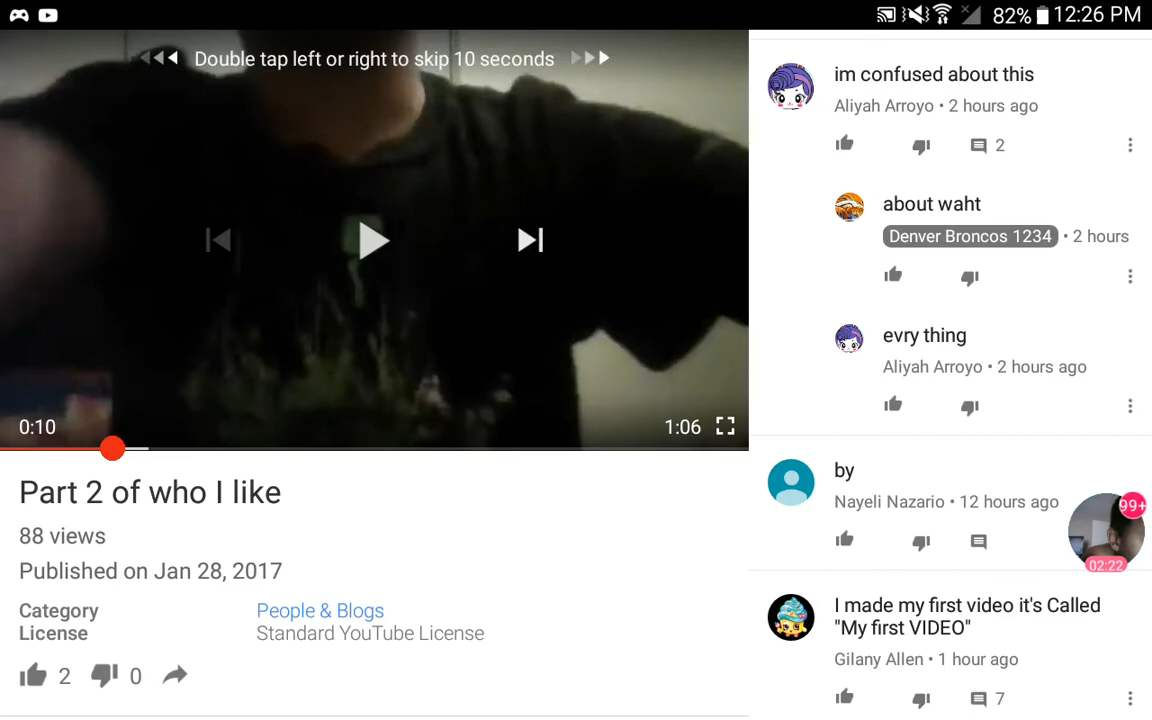 82% 12:26 PM
Double tap left or right to skip 10 seconds
0:10
1:06
Part 2 of who I like
88 views
Published on Jan 28, 2017
Category People & Blogs
License Standard YouTube License
2 0
im confused about this
Aliyah Arroyo • 2 hours ago
2
about waht
Denver Broncos 1234 • 2 hours
evry thing
Aliyah Arroyo • 2 hours ago
by
Nayeli Nazario • 12 hours ago
99+
02:22
I made my first video it's Called
"My first VIDEO"
Gilany Allen • 1 hour ago
7